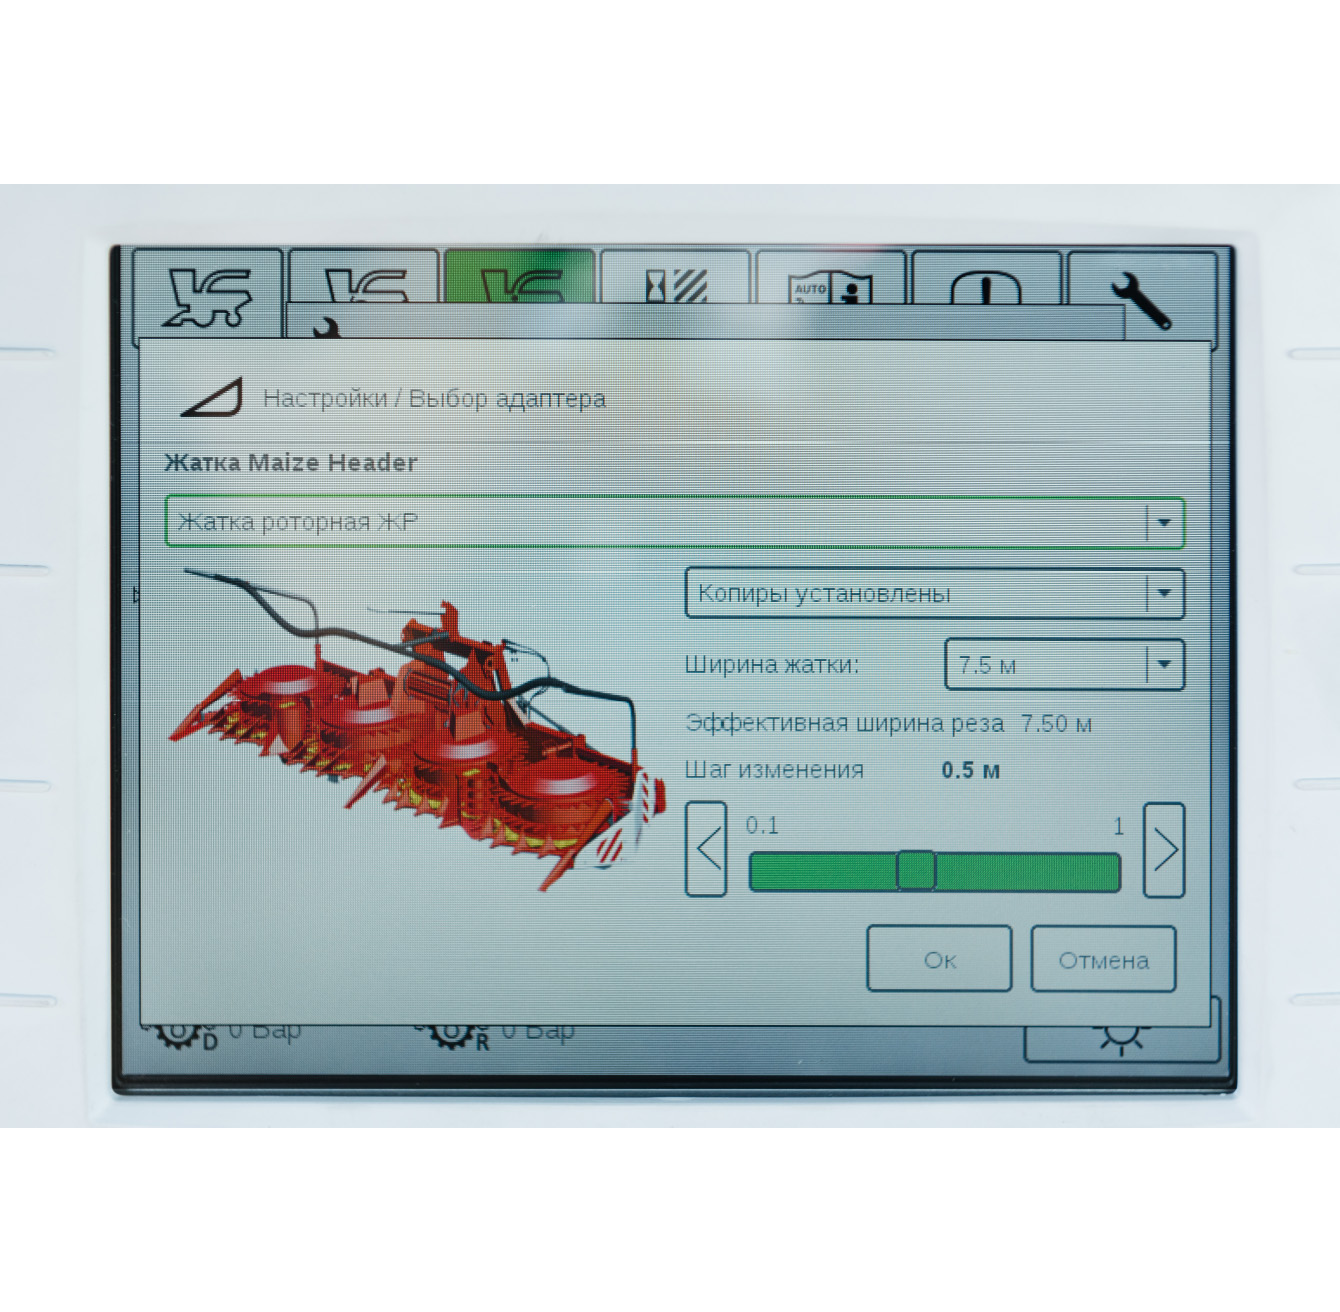 AUTO
Настройки / Выбор адаптера
Жатка Maize Header
Жатка роторная ЖР
Копиры установлены
Ширина жатки: 7.5 м
Эффективная ширина реза 7.50 м
Шаг изменения 0.5 м
0.1 1
Ок Отмена
D 0 Бар R 0 Бар